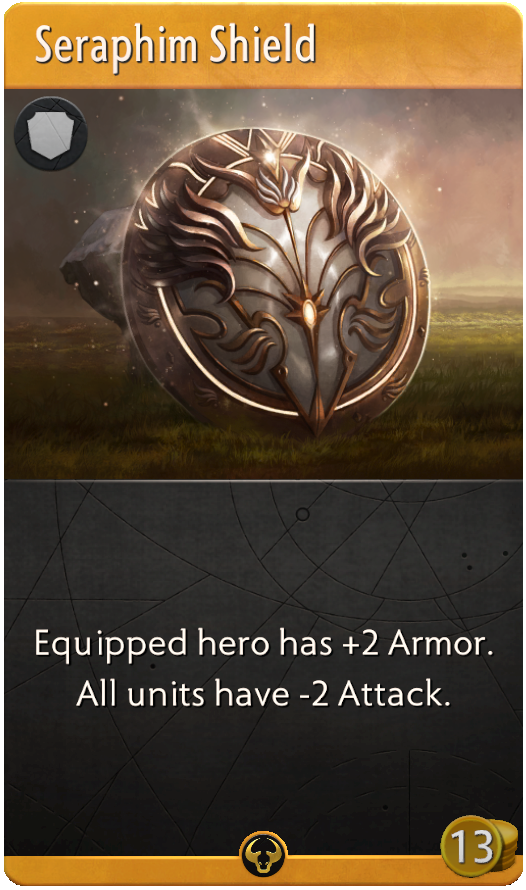 Seraphim Shield
Equipped hero has +2 Armor.
All units have -2 Attack.
13